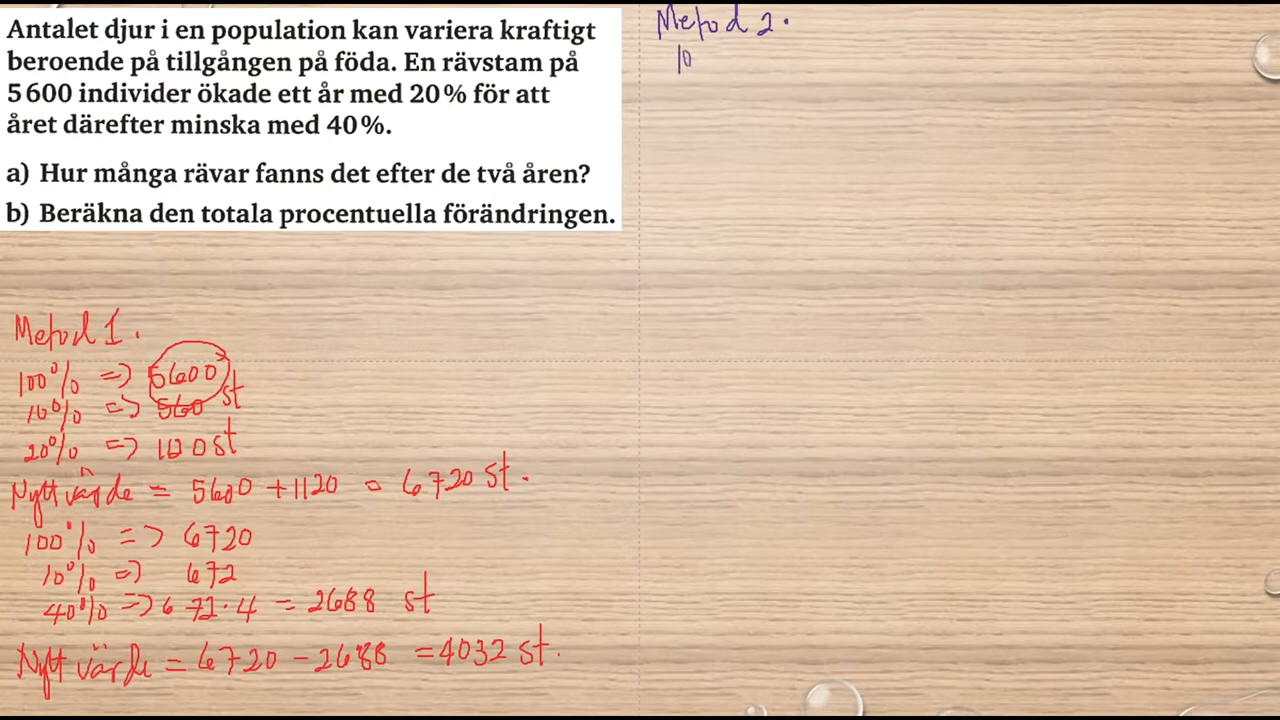 Antalet djur i en population kan variera kraftigt
beroende på tillgången på föda. En rävstam på
5 600 individer ökade ett år med 20 % för att
året därefter minska med 40 %.
a) Hur många rävar fanns det efter de två åren?
b) Beräkna den totala procentuella förändringen.
Metod 1.
100% => 5600
10% => 560 st
20% => 1120 st
Nytt värde = 5600 + 1120 = 6720 st.
100% => 6720
10% => 672
40% => 672·4 = 2688 st
Nytt värde = 6720 - 2688 = 4032 st.
Metod 2.
10